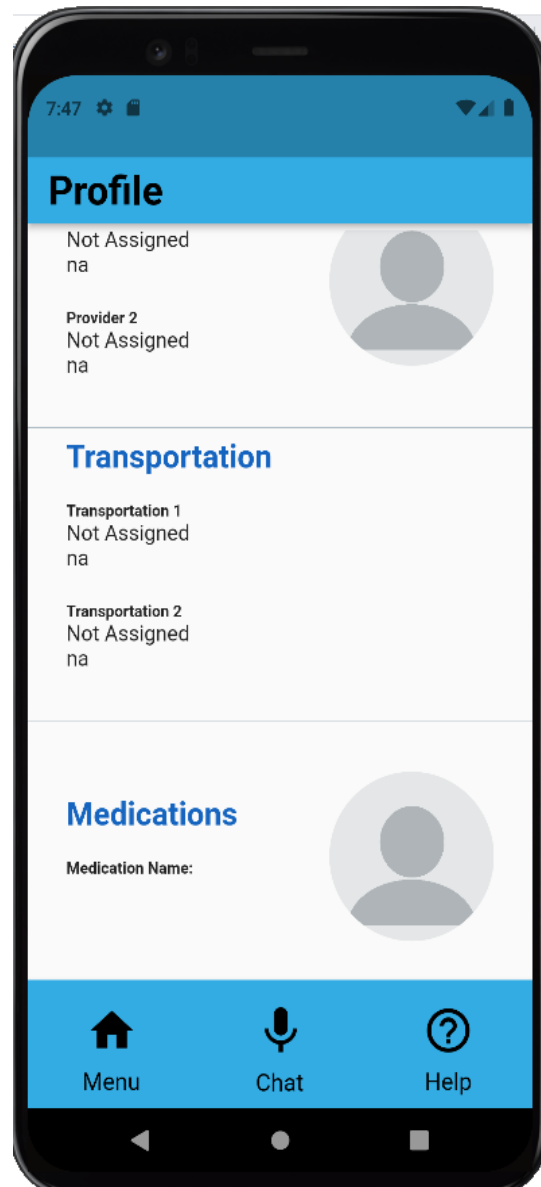 7:47
Profile
Not Assigned
na
Provider 2
Not Assigned
na
Transportation
Transportation 1
Not Assigned
na
Transportation 2
Not Assigned
na
Medications
Medication Name:
Menu Chat Help